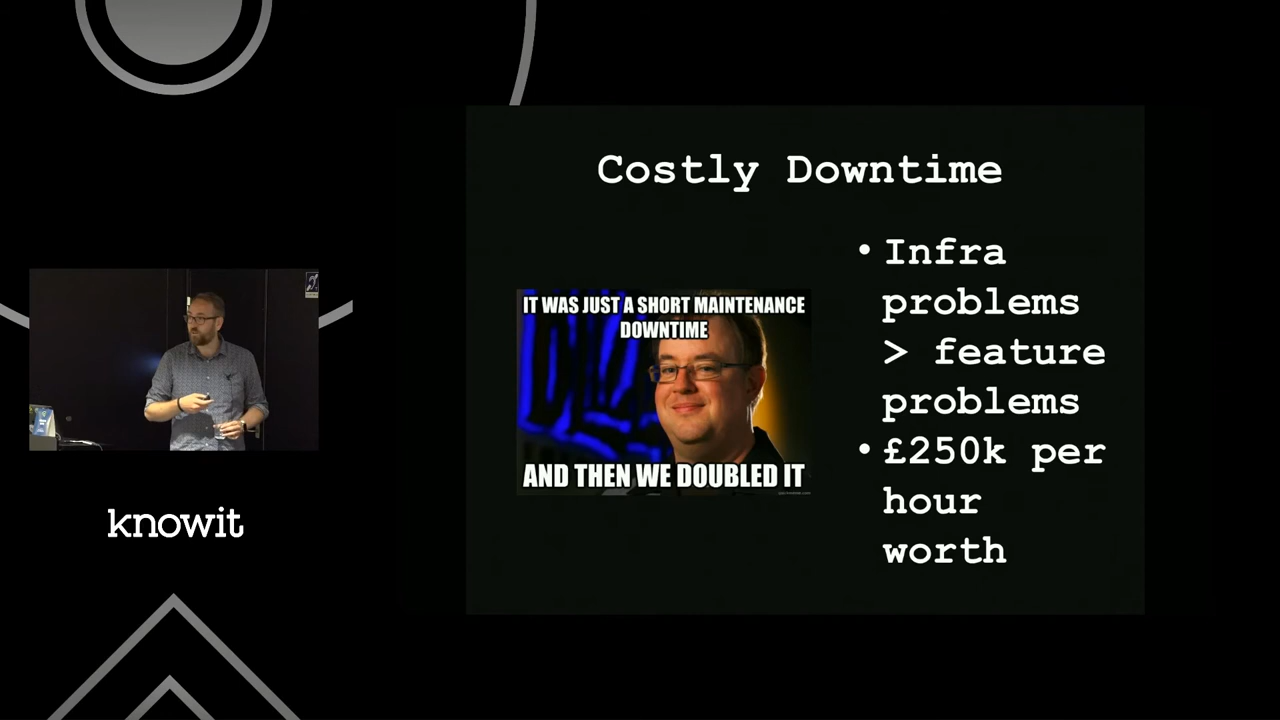 Costly Downtime
IT WAS JUST A SHORT MAINTENANCE
DOWNTIME
AND THEN WE DOUBLED IT
• Infra
problems
> feature
problems
• £250k per
hour
worth
knowit